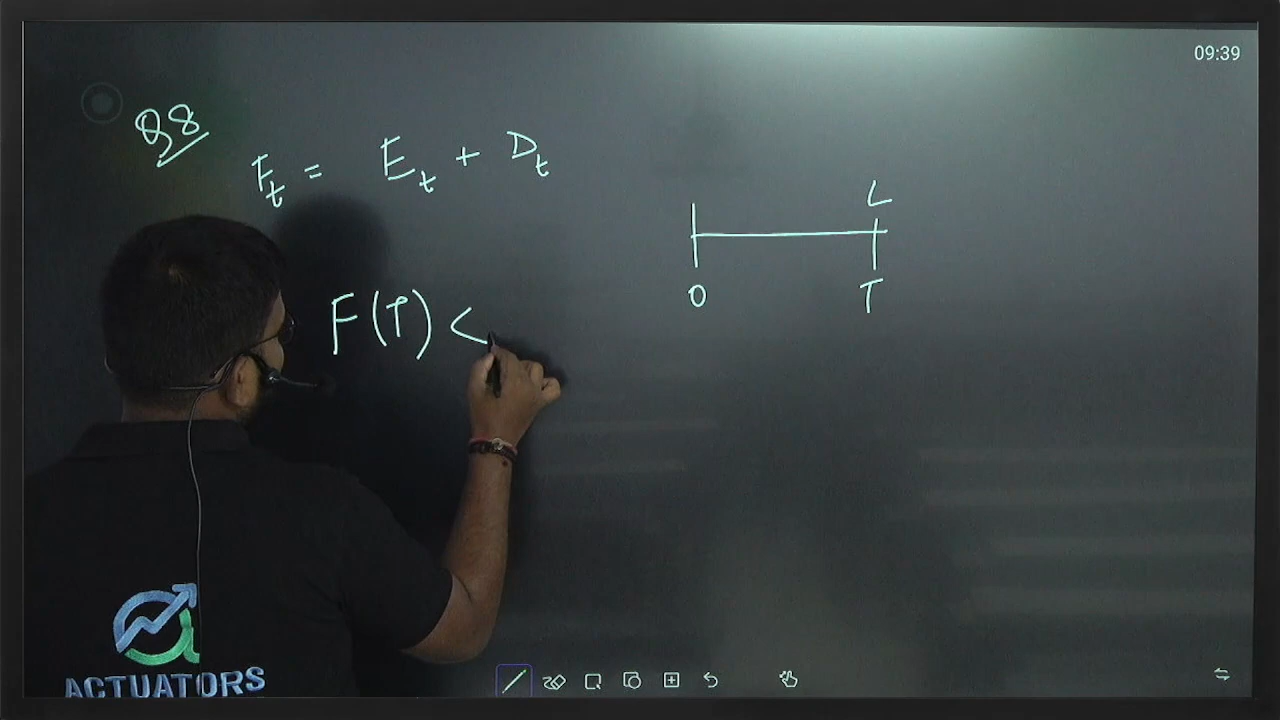 09:39
Q8
F_t = E_t + D_t
L
0 T
F(T) <
ACTUATORS